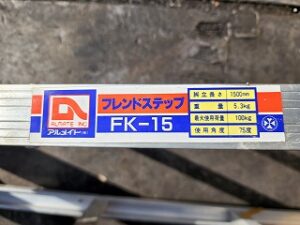 ALMATE INC
アルメイト(株)
フレンドステップ
FK-15
脚立長さ 1500mm
重量 5.3kg
最大使用荷重 100kg
使用角度 75度